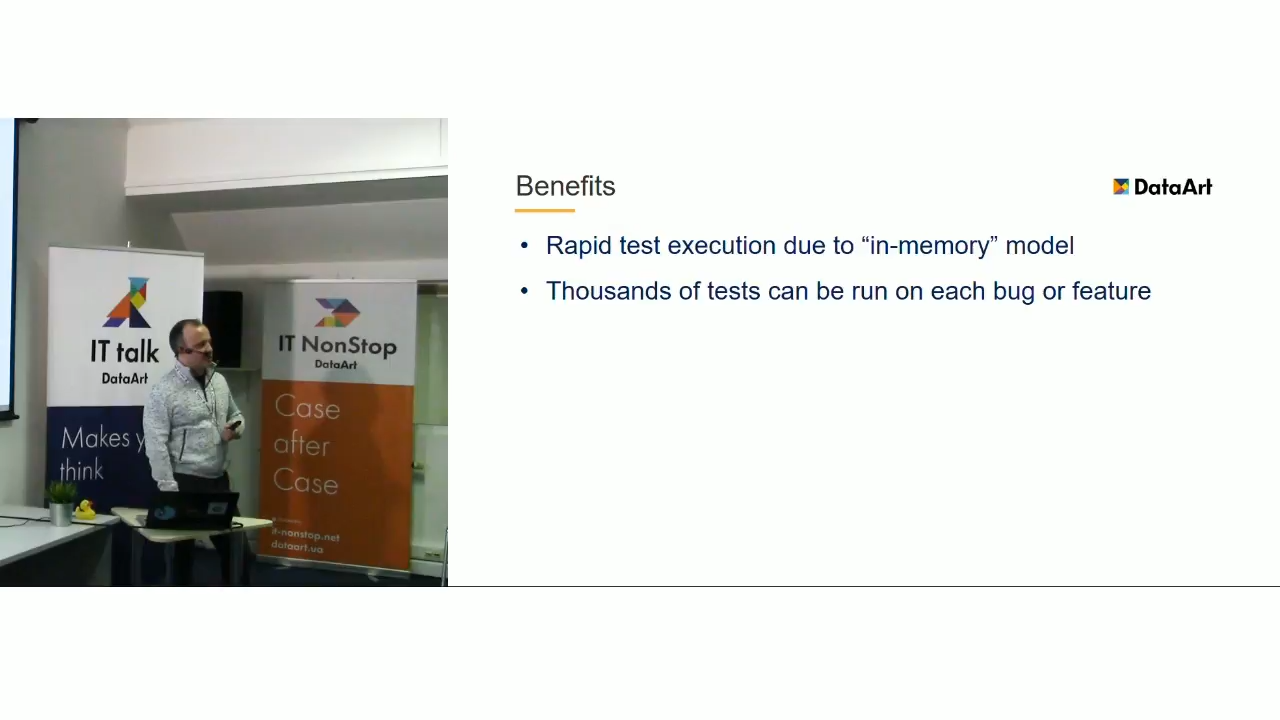 IT talk
DataArt
Makes
think
IT NonStop
DataArt
Case
after
Case
it-nonstop.net
dataart.ua
Benefits
DataArt
• Rapid test execution due to “in-memory” model
• Thousands of tests can be run on each bug or feature